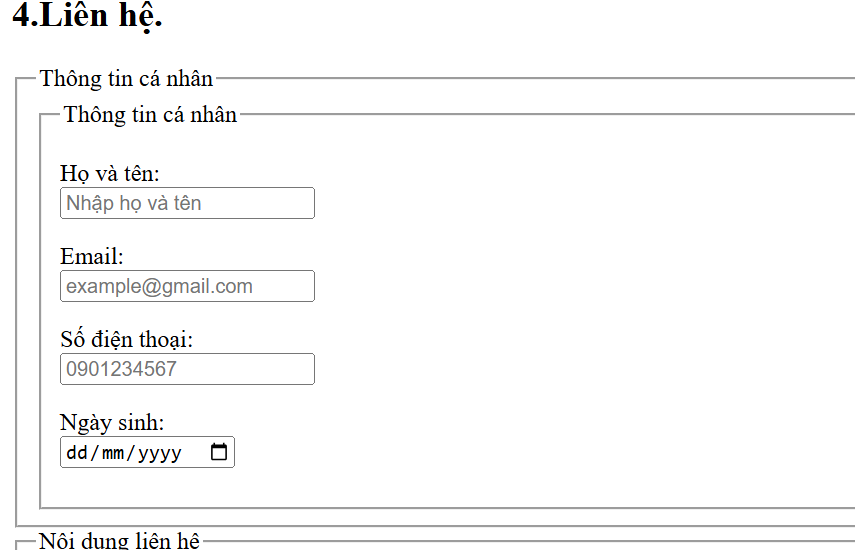 4.Liên hệ.
Thông tin cá nhân
Thông tin cá nhân
Họ và tên:
Nhập họ và tên
Email:
example@gmail.com
Số điện thoại:
0901234567
Ngày sinh:
dd/mm/yyyy
Nội dung liên hệ